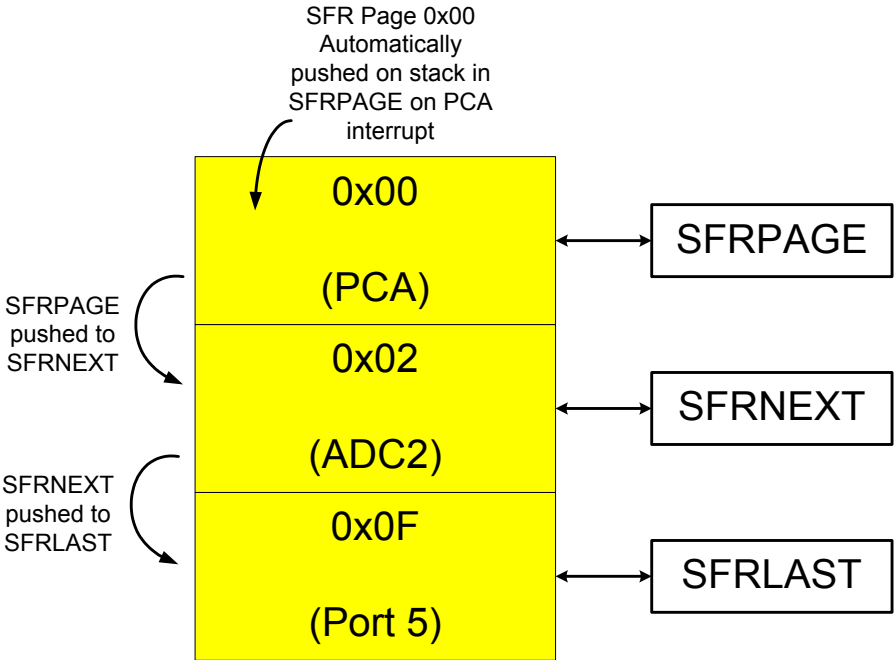 SFR Page 0x00
Automatically
pushed on stack in
SFRPAGE on PCA
interrupt
0x00
(PCA)
SFRPAGE
SFRPAGE
pushed to
SFRNEXT
0x02
(ADC2)
SFRNEXT
SFRNEXT
pushed to
SFRLAST
0x0F
(Port 5)
SFRLAST